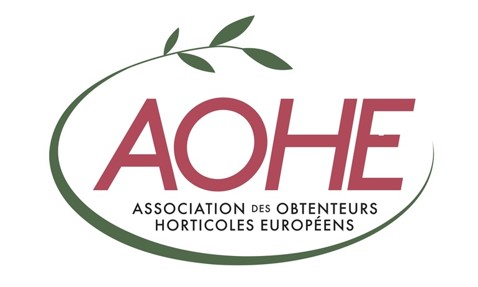 AOHE
ASSOCIATION DES OBTENTEURS
HORTICOLES EUROPÉENS